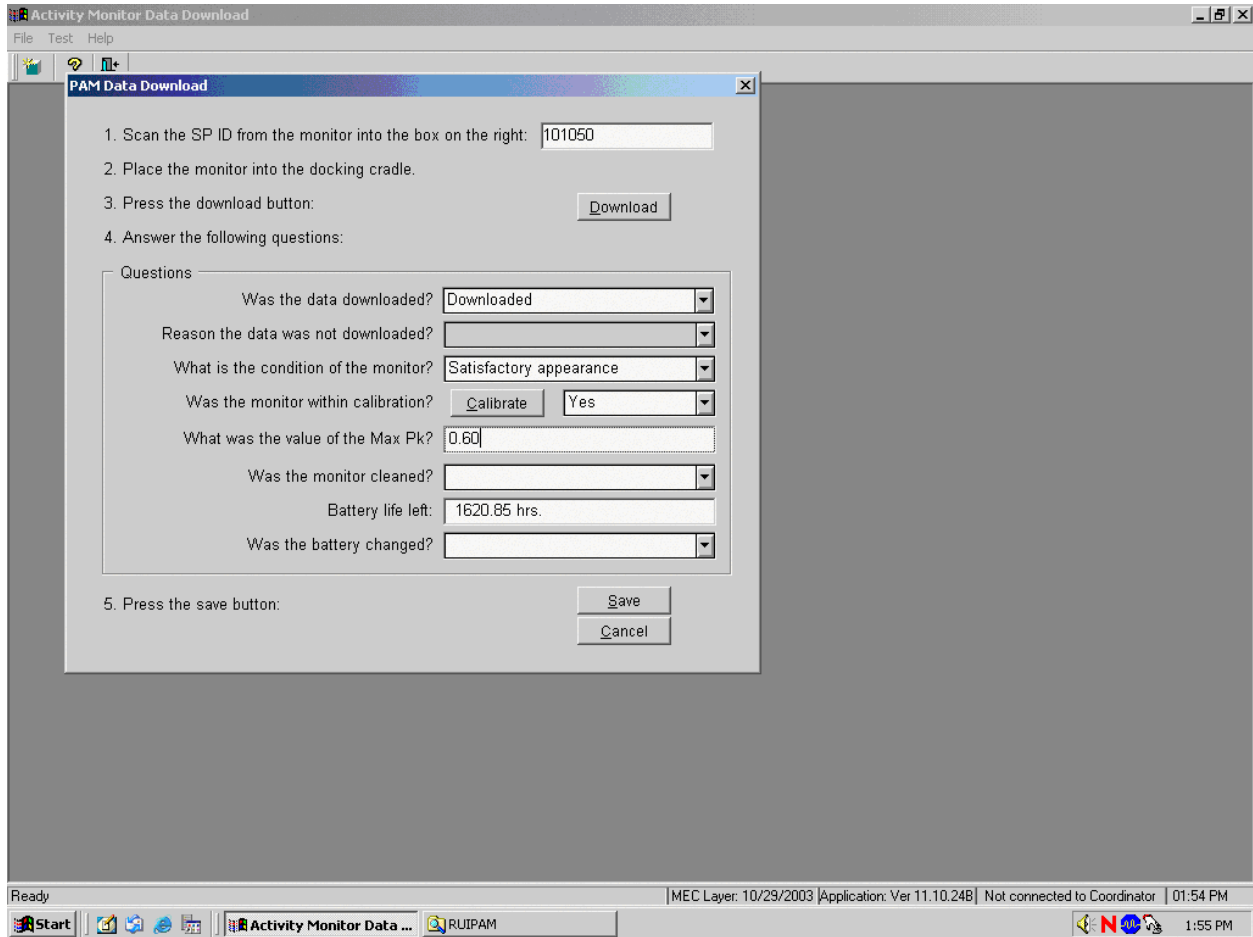 Activity Monitor Data Download
File Test Help
PAM Data Download
1. Scan the SP ID from the monitor into the box on the right: 101050
2. Place the monitor into the docking cradle.
3. Press the download button: Download
4. Answer the following questions:
Questions
Was the data downloaded? Downloaded
Reason the data was not downloaded?
What is the condition of the monitor? Satisfactory appearance
Was the monitor within calibration? Calibrate Yes
What was the value of the Max Pk? 0.60
Was the monitor cleaned?
Battery life left: 1620.85 hrs.
Was the battery changed?
5. Press the save button: Save
Cancel
Ready MEC Layer: 10/29/2003 Application: Ver 11.10.24B Not connected to Coordinator 01:54 PM
Start Activity Monitor Data ... RUIPAM N 1:55 PM